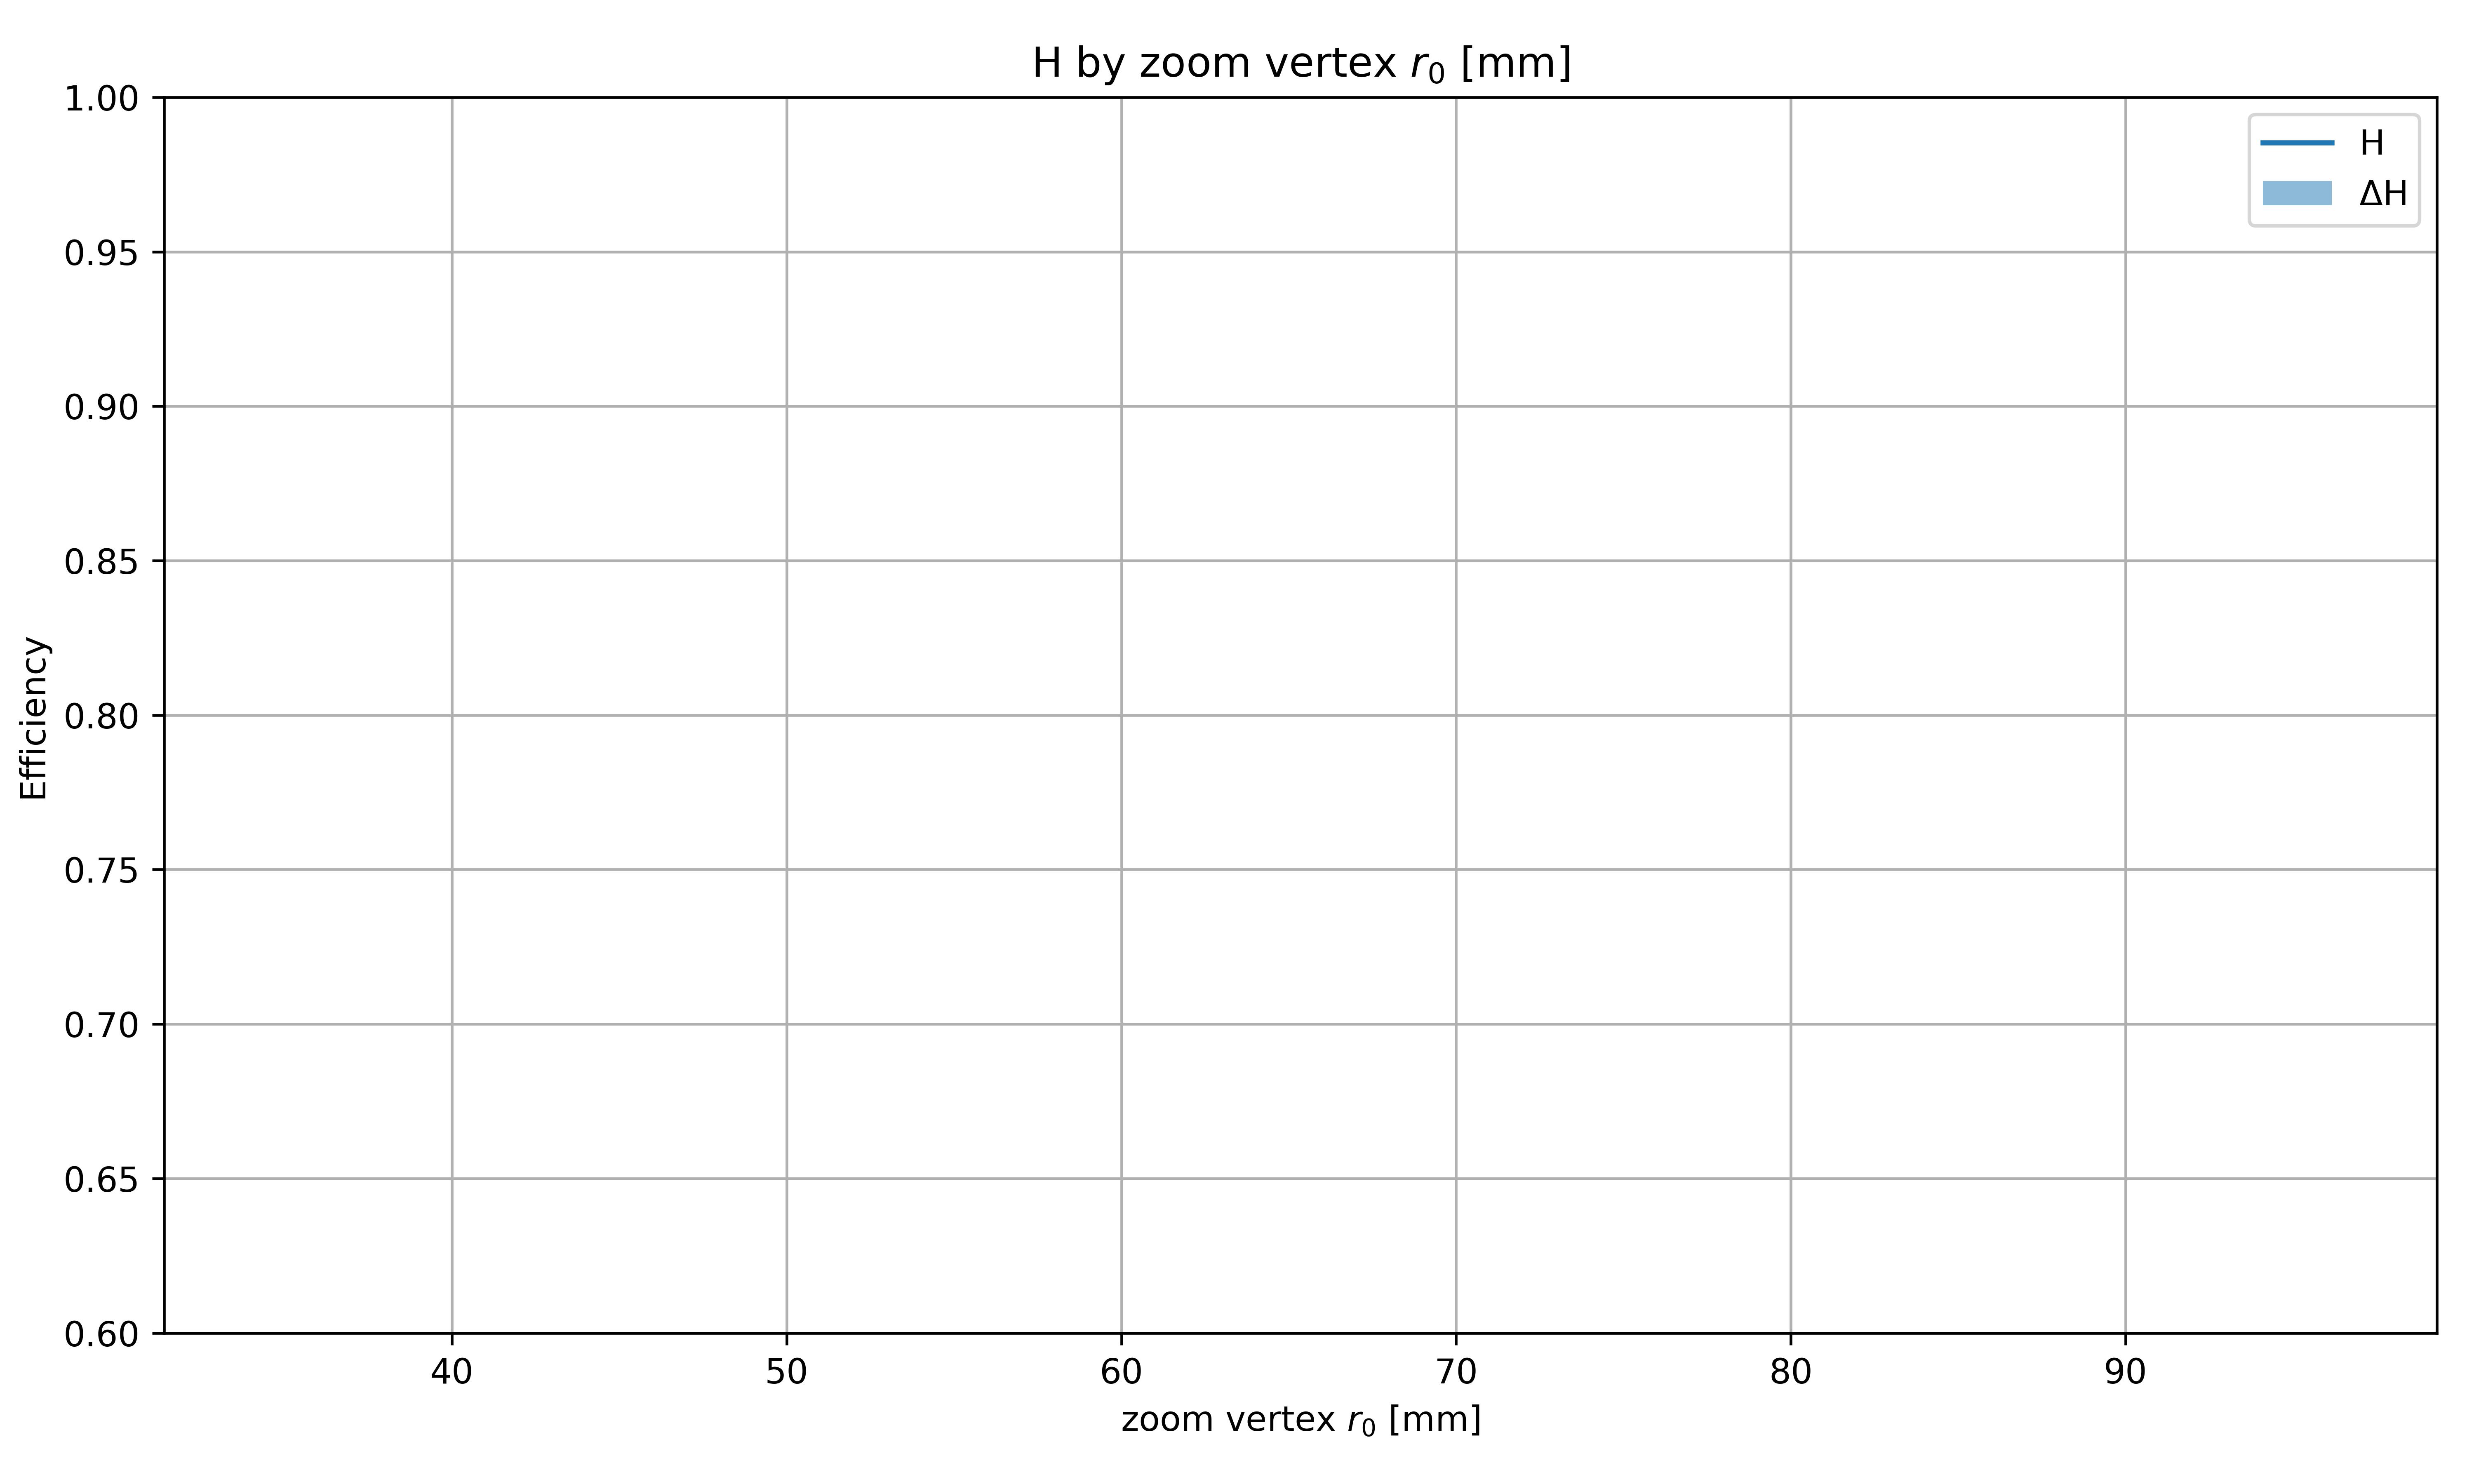 H by zoom vertex r₀ [mm]
1.00
0.95
0.90
0.85
0.80
0.75
0.70
0.65
0.60
Efficiency
H
ΔH
40 50 60 70 80 90
zoom vertex r₀ [mm]